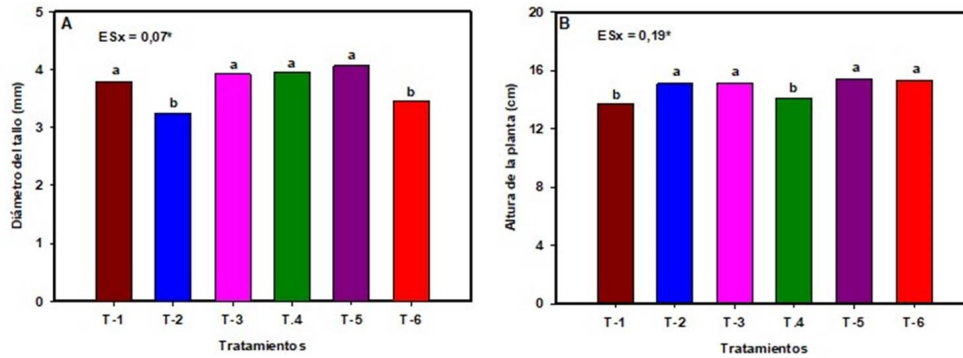 A
ESx = 0,07*
Diámetro del tallo (mm)
5
4
3
2
1
0
a
b
a
a
a
b
T-1
T-2
T-3
T.4
T-5
T-6
Tratamientos
B
ESx = 0,19*
Altura de la planta (cm)
20
16
12
8
4
0
b
a
a
b
a
a
T-1
T-2
T-3
T.4
T-5
T-6
Tratamientos